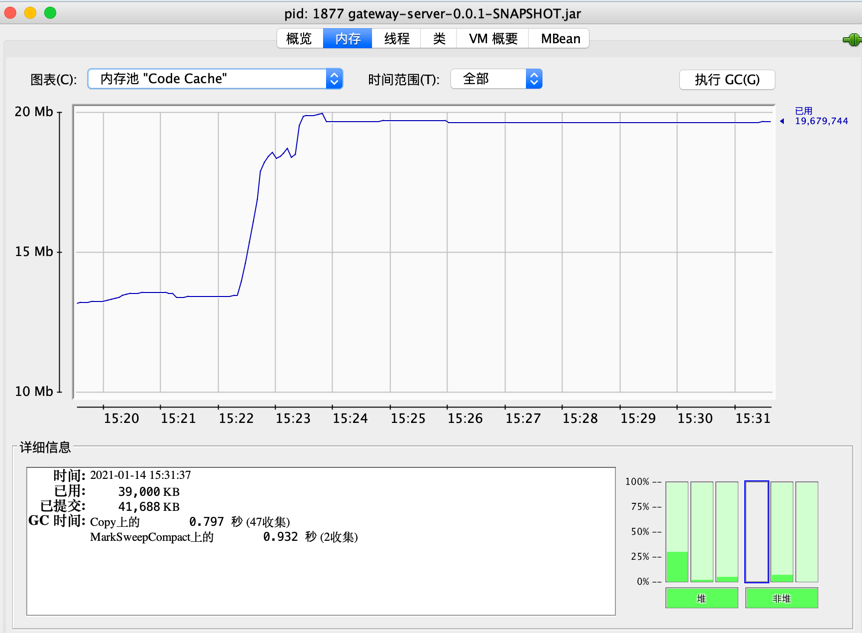 pid: 1877 gateway-server-0.0.1-SNAPSHOT.jar
概览 内存 线程 类 VM 概要 MBean
图表(C): 内存池 "Code Cache" 时间范围(T): 全部 执行 GC(G)
20 Mb
已用
19,679,744
15 Mb
10 Mb
15:20 15:21 15:22 15:23 15:24 15:25 15:26 15:27 15:28 15:29 15:30 15:31
详细信息
时间: 2021-01-14 15:31:37
已用: 39,000 KB
已提交: 41,688 KB
GC 时间: Copy上的 0.797 秒 (47收集)
MarkSweepCompact上的 0.932 秒 (2收集)
100% --
75% --
50% --
25% --
0% --
堆 非堆